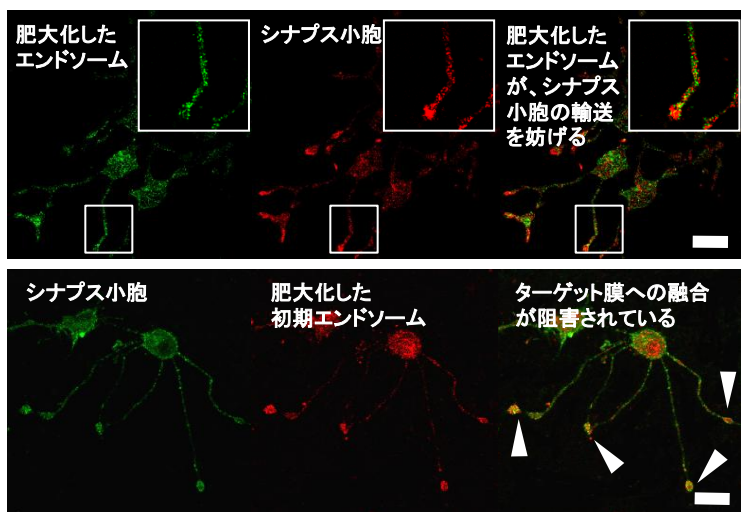 肥大化した
エンドソーム
シナプス小胞
肥大化した
エンドソーム
が、シナプス
小胞の輸送
を妨げる
シナプス小胞
肥大化した
初期エンドソーム
ターゲット膜への融合
が阻害されている